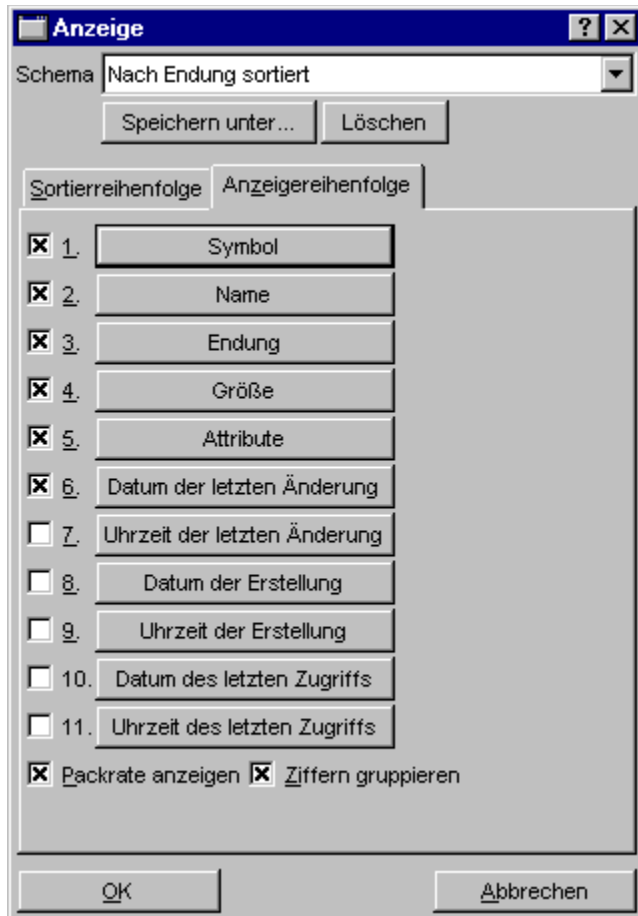 Anzeige
Schema Nach Endung sortiert
Speichern unter... Löschen
Sortierreihenfolge Anzeigereihenfolge
1. Symbol
2. Name
3. Endung
4. Größe
5. Attribute
6. Datum der letzten Änderung
7. Uhrzeit der letzten Änderung
8. Datum der Erstellung
9. Uhrzeit der Erstellung
10. Datum des letzten Zugriffs
11. Uhrzeit des letzten Zugriffs
Packrate anzeigen Ziffern gruppieren
OK Abbrechen